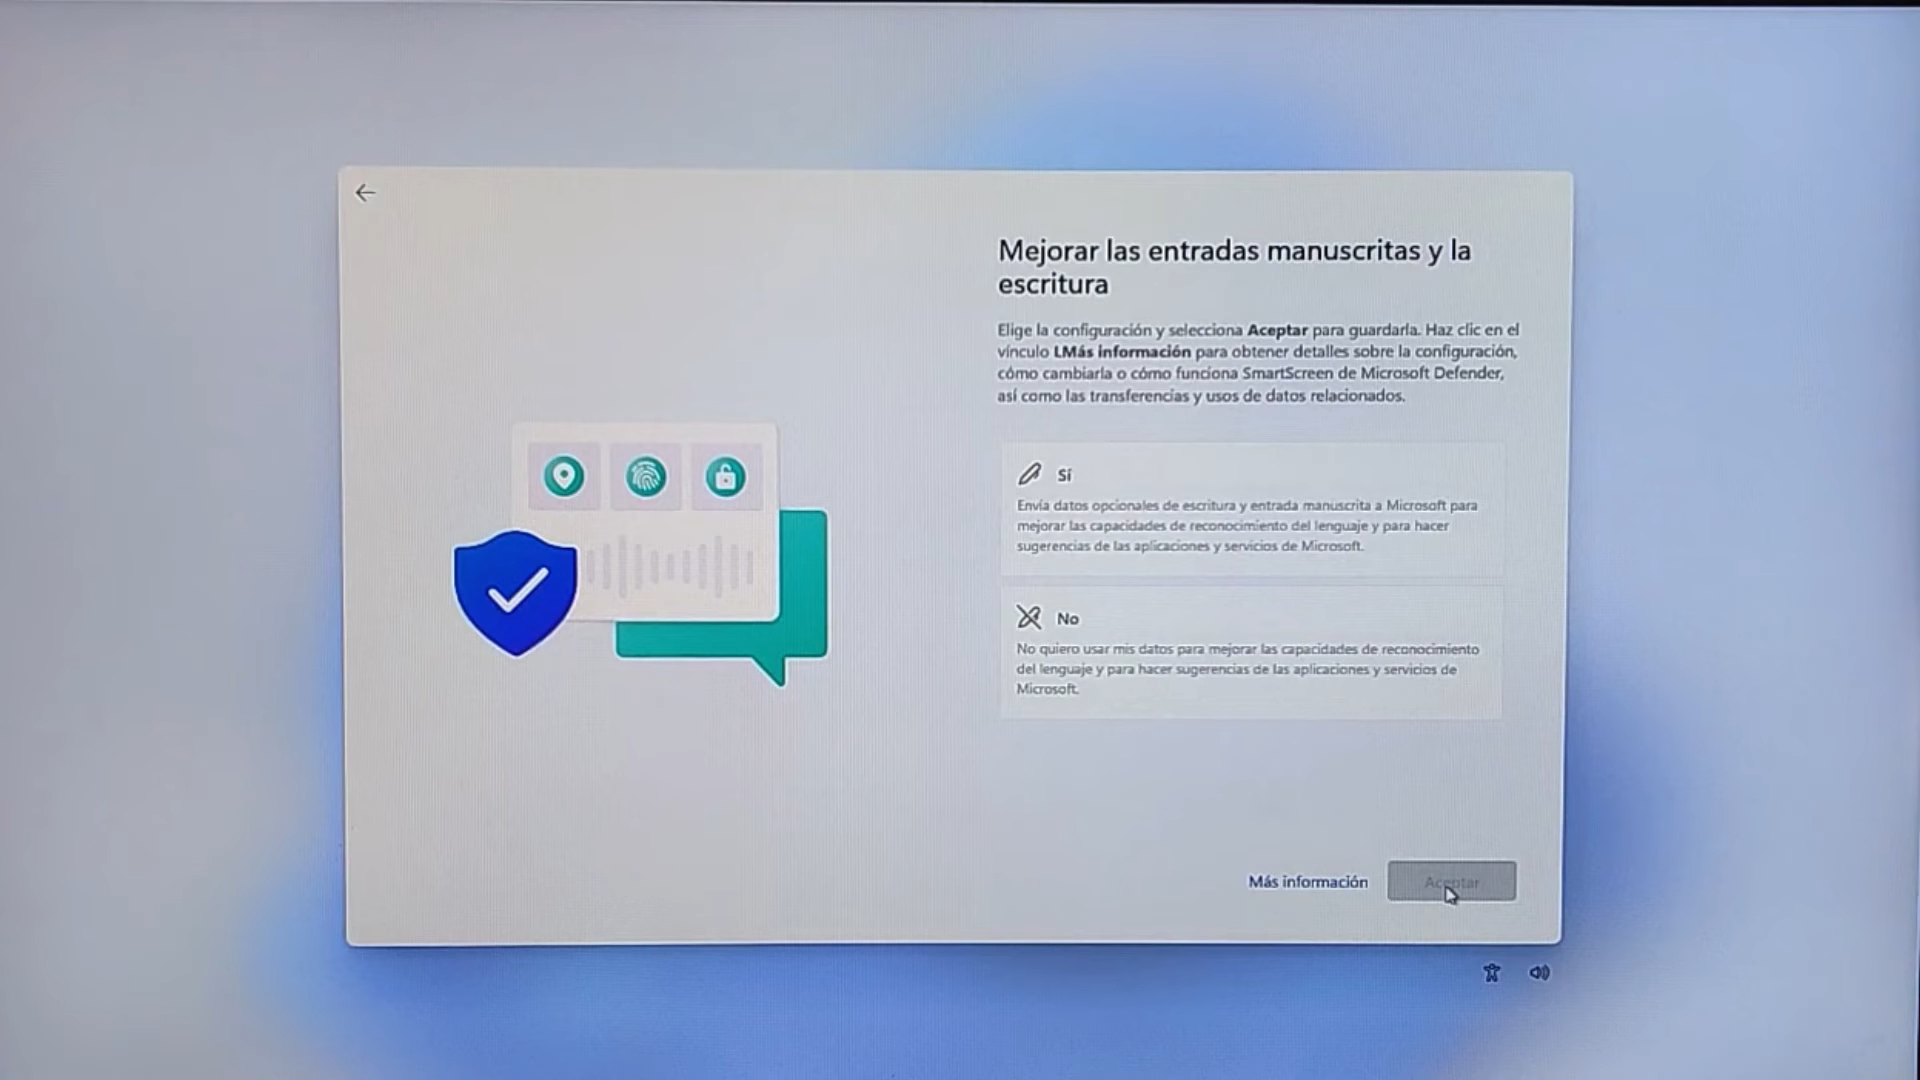 Mejorar las entradas manuscritas y la
escritura
Elige la configuración y selecciona Aceptar para guardarla. Haz clic en el
vínculo LMás información para obtener detalles sobre la configuración,
cómo cambiarla o cómo funciona SmartScreen de Microsoft Defender,
así como las transferencias y usos de datos relacionados.
Sí
Envía datos opcionales de escritura y entrada manuscrita a Microsoft para
mejorar las capacidades de reconocimiento del lenguaje y para hacer
sugerencias de las aplicaciones y servicios de Microsoft.
No
No quiero usar mis datos para mejorar las capacidades de reconocimiento
del lenguaje y para hacer sugerencias de las aplicaciones y servicios de
Microsoft.
Más información
Aceptar